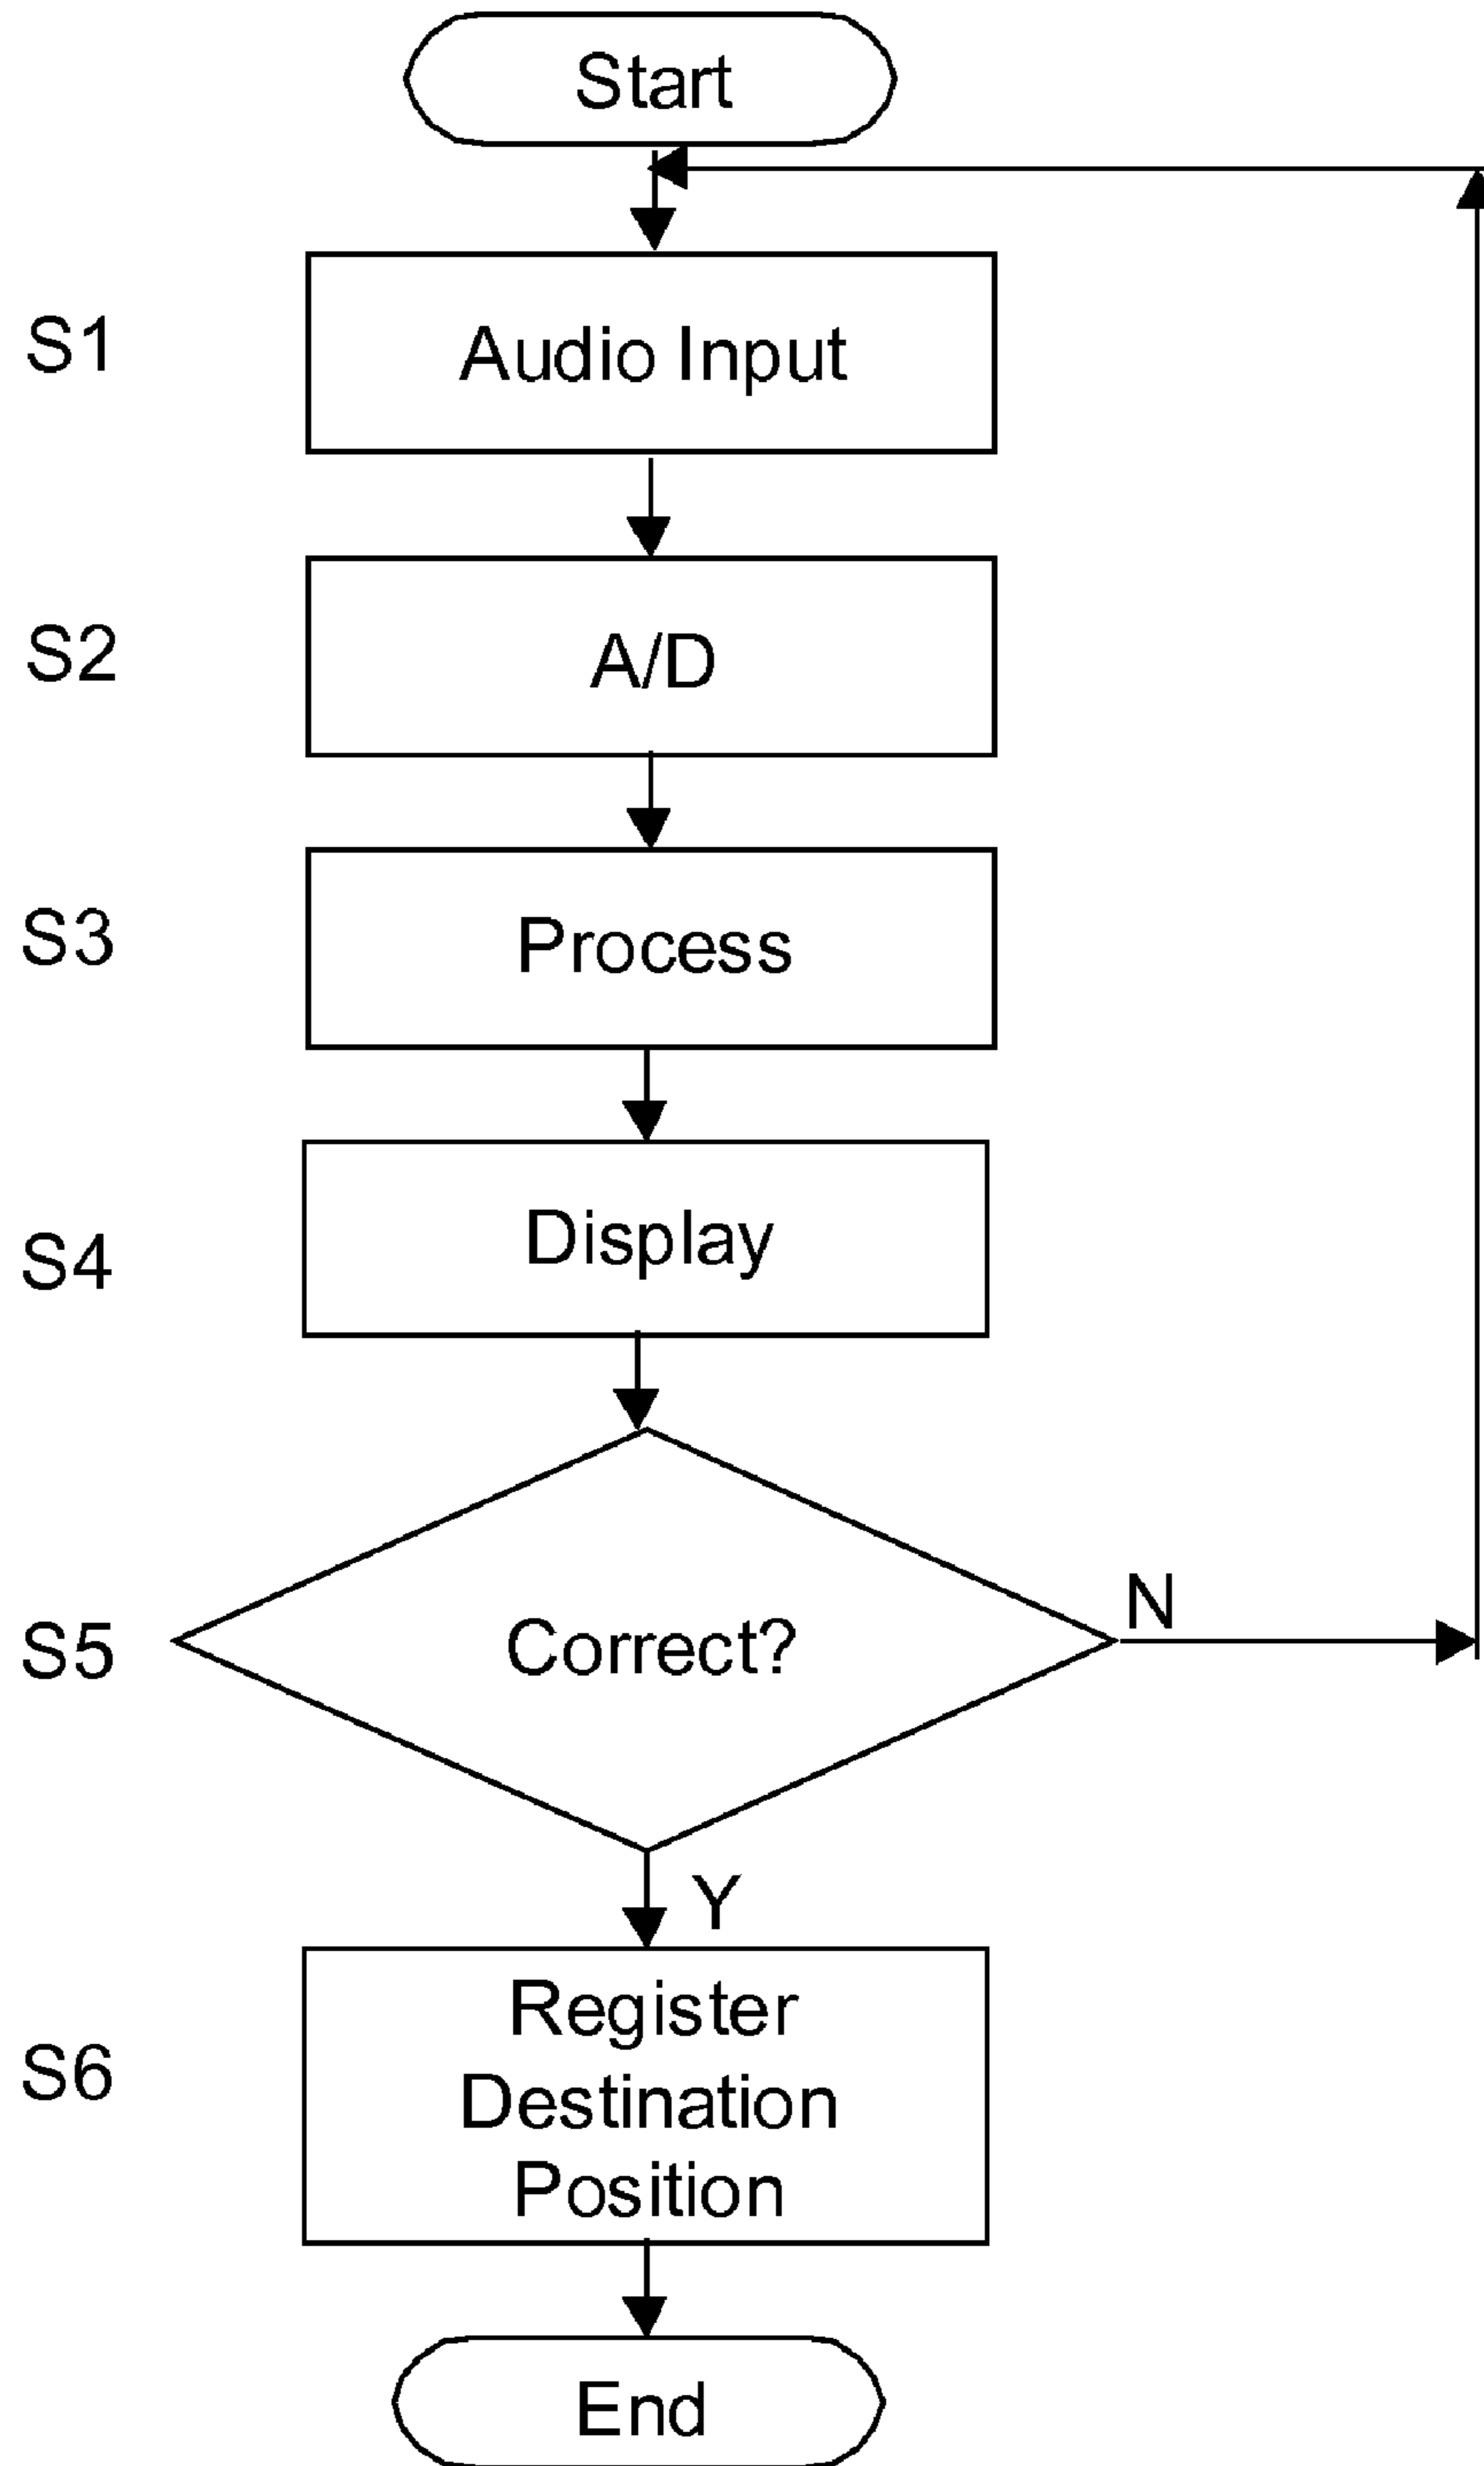 Start
S1
Audio Input
S2
A/D
S3
Process
S4
Display
S5
Correct?
N
Y
S6
Register
Destination
Position
End